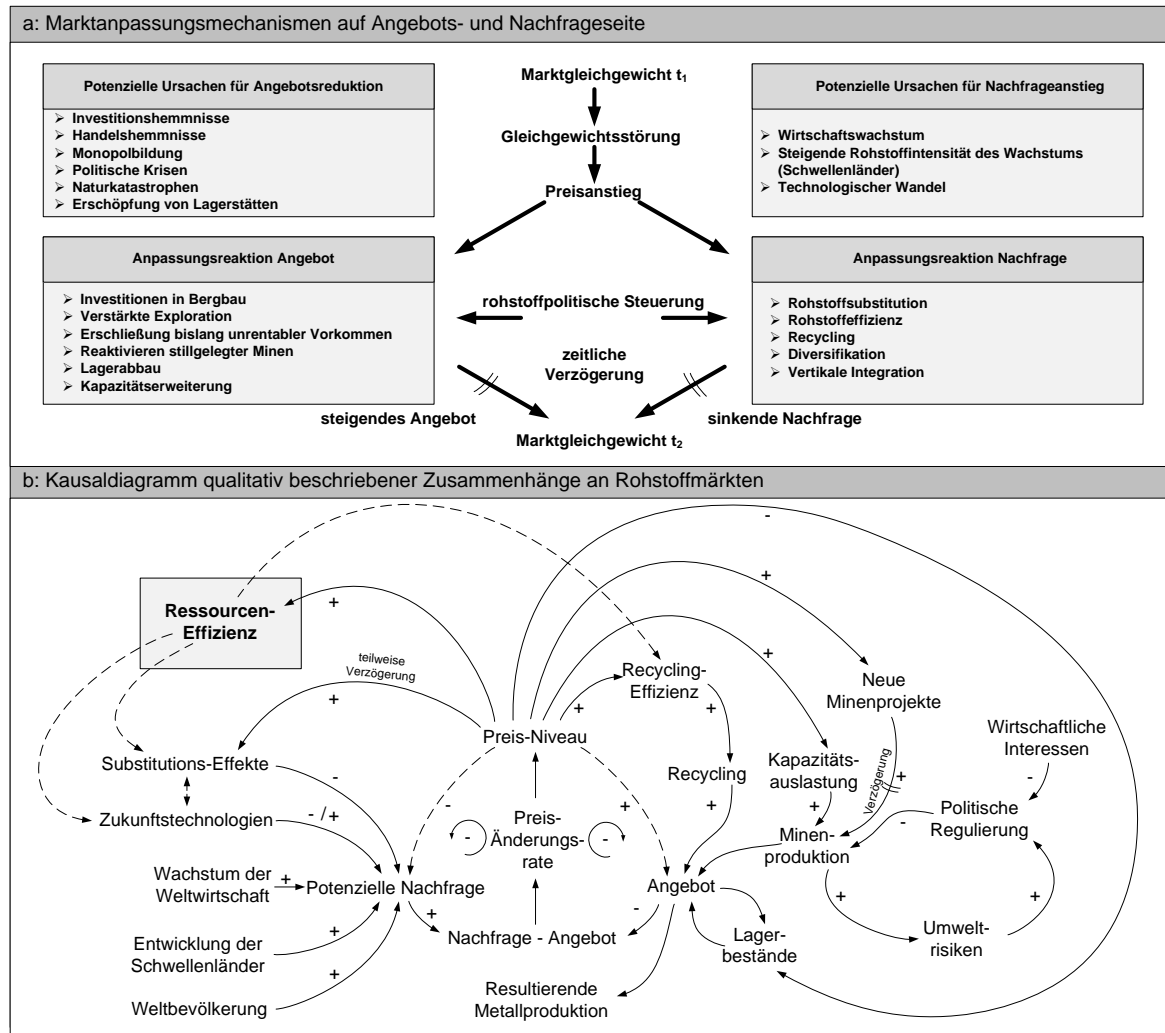 a: Marktanpassungsmechanismen auf Angebots- und Nachfrageseite
Potenzielle Ursachen für Angebotsreduktion
➢ Investitionshemmnisse
➢ Handelshemmnisse
➢ Monopolbildung
➢ Politische Krisen
➢ Naturkatastrophen
➢ Erschöpfung von Lagerstätten
Marktgleichgewicht t₁
Gleichgewichtsstörung
Preisanstieg
Potenzielle Ursachen für Nachfrageanstieg
➢ Wirtschaftswachstum
➢ Steigende Rohstoffintensität des Wachstums
(Schwellenländer)
➢ Technologischer Wandel
Anpassungsreaktion Angebot
➢ Investitionen in Bergbau
➢ Verstärkte Exploration
➢ Erschließung bislang unrentabler Vorkommen
➢ Reaktivieren stillgelegter Minen
➢ Lagerabbau
➢ Kapazitätserweiterung
rohstoffpolitische Steuerung
zeitliche
Verzögerung
Anpassungsreaktion Nachfrage
➢ Rohstoffsubstitution
➢ Rohstoffeffizienz
➢ Recycling
➢ Diversifikation
➢ Vertikale Integration
steigendes Angebot
sinkende Nachfrage
Marktgleichgewicht t₂
b: Kausaldiagramm qualitativ beschriebener Zusammenhänge an Rohstoffmärkten
-
+
Ressourcen-
Effizienz
+
teilweise
Verzögerung
+
+
Recycling-
Effizienz
+
+
Neue
Minenprojekte
Preis-Niveau
Wirtschaftliche
Interessen
Substitutions-Effekte
-
Recycling
Kapazitäts-
auslastung
Verzögerung
+
-
Zukunftstechnologien
- / +
-
Preis-
Änderungs-
rate
-
-
+
+
+
Minen-
produktion
-
Politische
Regulierung
Wachstum der
Weltwirtschaft
+
Potenzielle Nachfrage
+
Nachfrage - Angebot
-
Angebot
+
+
Entwicklung der
Schwellenländer
+
Lager-
bestände
Umwelt-
risiken
Weltbevölkerung
+
Resultierende
Metallproduktion